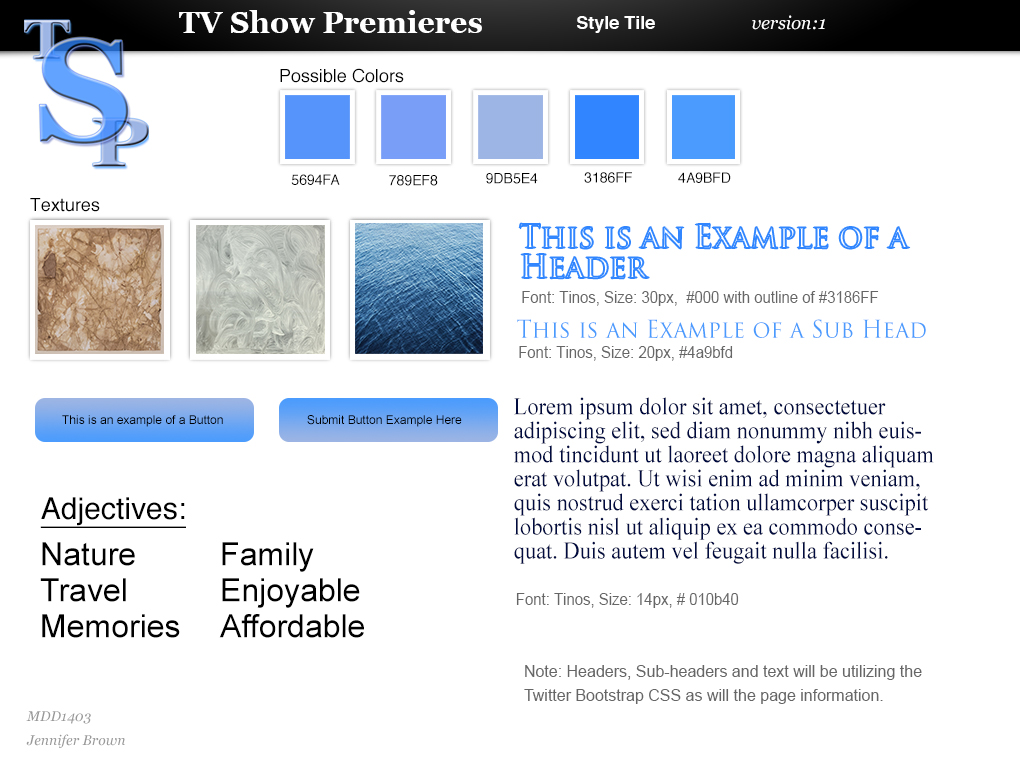 TV Show Premieres
Style Tile
version:1
TSP
Possible Colors
5694FA
789EF8
9DB5E4
3186FF
4A9BFD
Textures
This is an Example of a
Header
Font: Tinos, Size: 30px,  #000 with outline of #3186FF
This is an Example of a Sub Head
Font: Tinos, Size: 20px, #4a9bfd
This is an example of a Button
Submit Button Example Here
Lorem ipsum dolor sit amet, consectetuer
adipiscing elit, sed diam nonummy nibh euis-
mod tincidunt ut laoreet dolore magna aliquam
erat volutpat. Ut wisi enim ad minim veniam,
quis nostrud exerci tation ullamcorper suscipit
lobortis nisl ut aliquip ex ea commodo conse-
quat. Duis autem vel feugait nulla facilisi.
Font: Tinos, Size: 14px, # 010b40
Adjectives:
Nature
Travel
Memories
Family
Enjoyable
Affordable
Note: Headers, Sub-headers and text will be utilizing the
Twitter Bootstrap CSS as will the page information.
MDD1403
Jennifer Brown